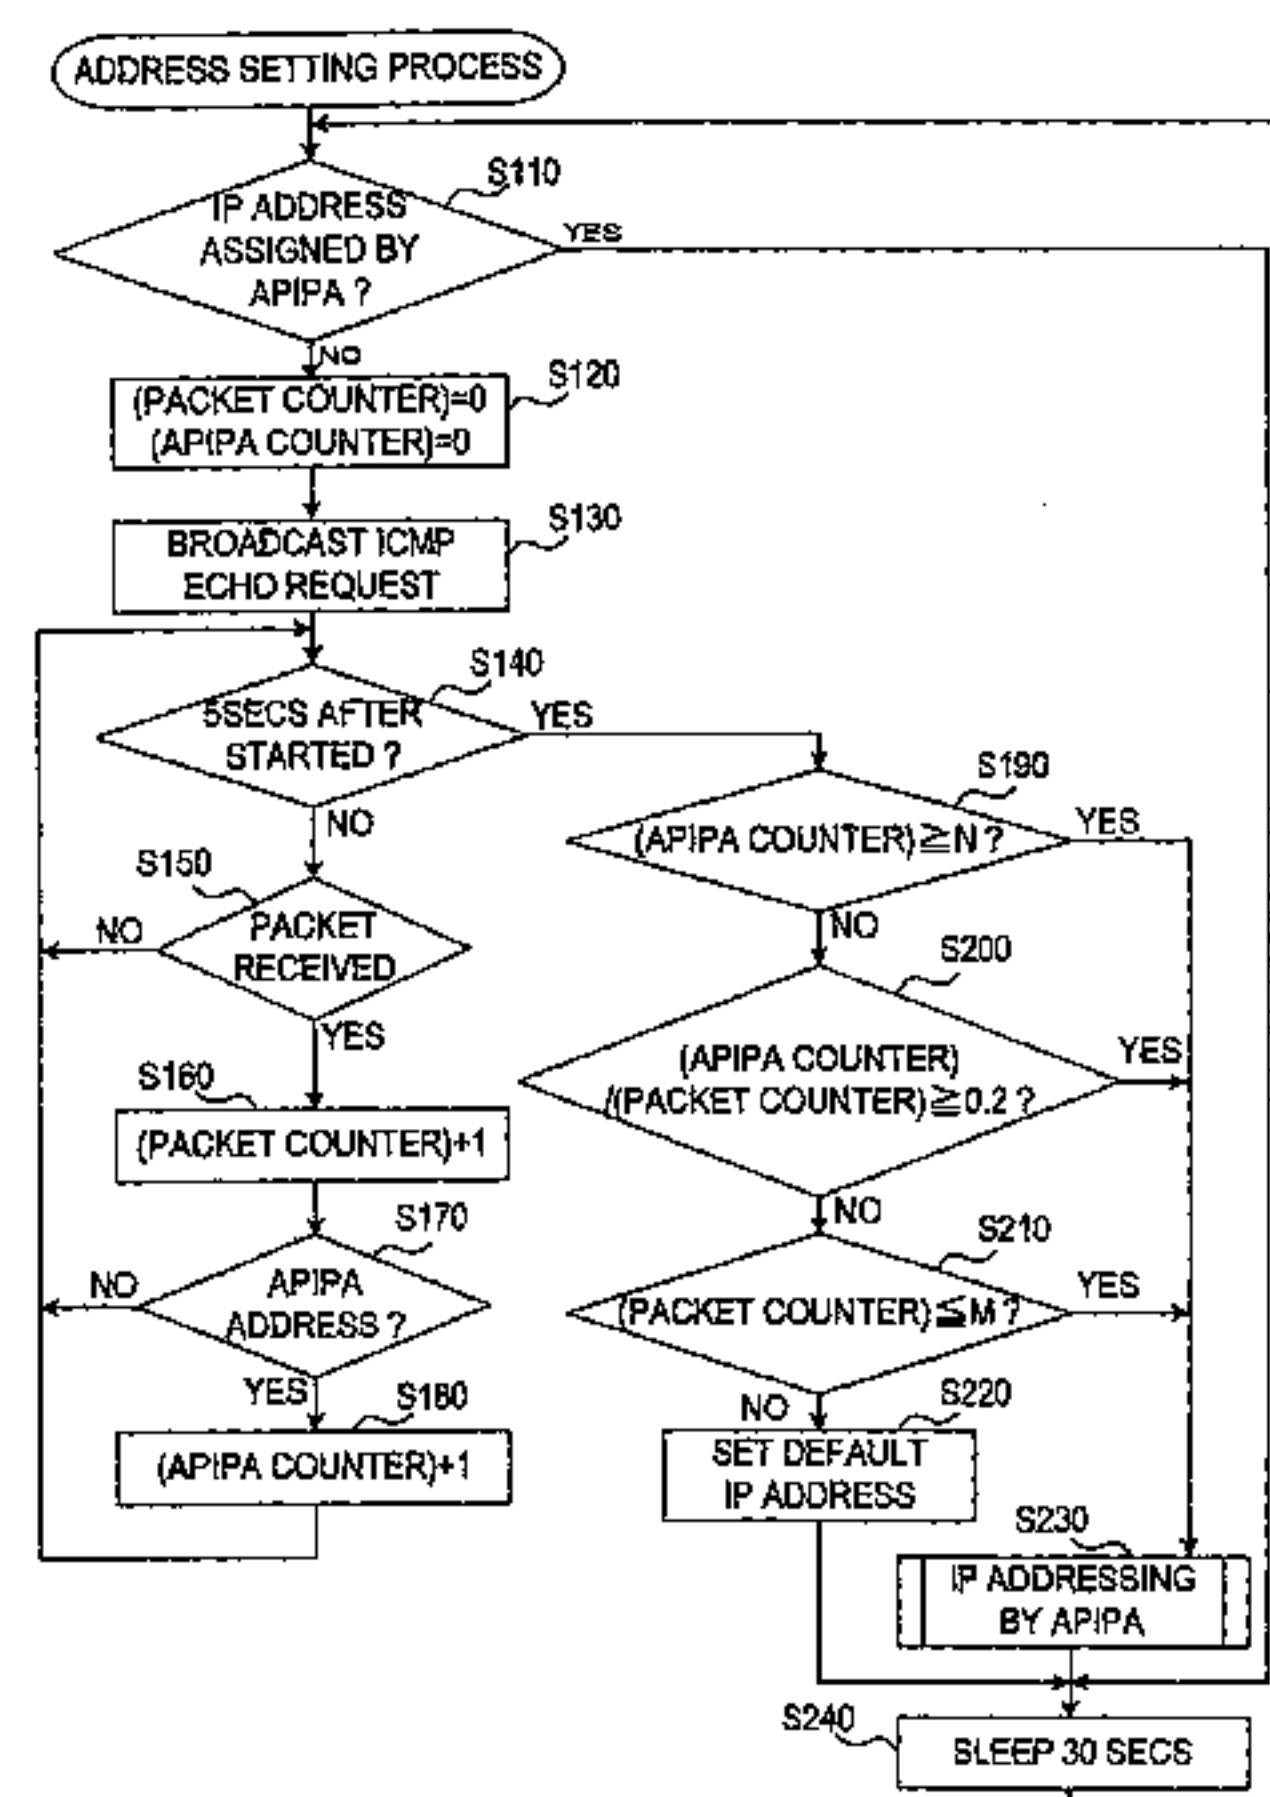 ADDRESS SETTING PROCESS
S110
IP ADDRESS
ASSIGNED BY
APIPA ?
YES
NO
S120
(PACKET COUNTER)=0
(APIPA COUNTER)=0
S130
BROADCAST ICMP
ECHO REQUEST
S140
5SECS AFTER
STARTED ?
YES
NO
S150
PACKET
RECEIVED
NO
YES
S160
(PACKET COUNTER)+1
S170
APIPA
ADDRESS ?
NO
YES
S180
(APIPA COUNTER)+1
S190
(APIPA COUNTER)≧N ?
YES
NO
S200
(APIPA COUNTER)
/(PACKET COUNTER)≧0.2 ?
YES
NO
S210
(PACKET COUNTER)≦M ?
YES
NO
S220
SET DEFAULT
IP ADDRESS
S230
IP ADDRESSING
BY APIPA
S240
SLEEP 30 SECS